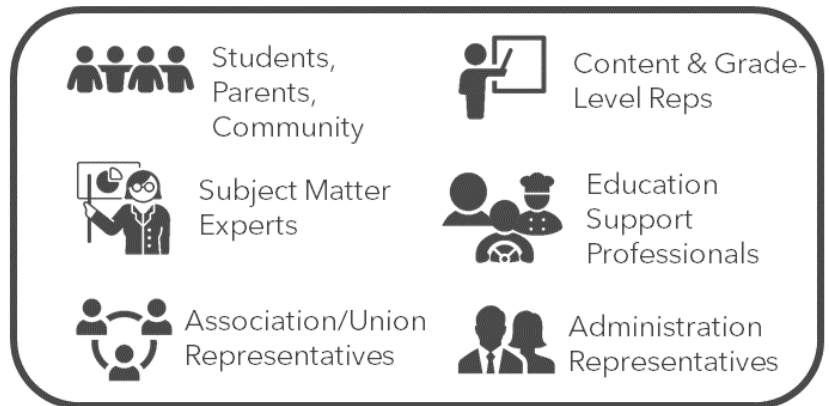 Students,
Parents,
Community
Content & Grade-
Level Reps
Subject Matter
Experts
Education
Support
Professionals
Association/Union
Representatives
Administration
Representatives